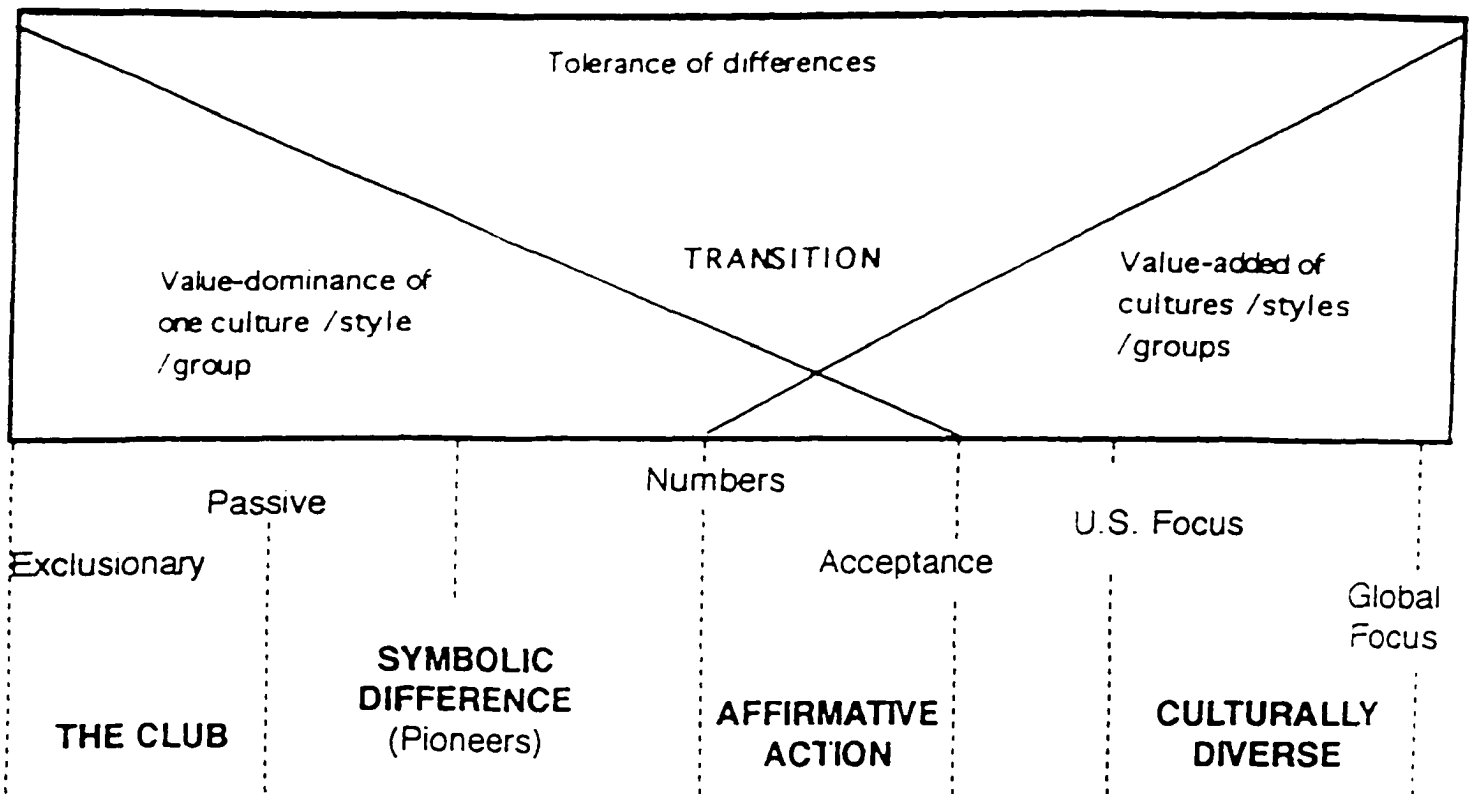 Tolerance of differences
TRANSITION
Value-dominance of
one culture /style
/group
Value-added of
cultures /styles
/groups
Numbers
Passive
U.S. Focus
Exclusionary
Acceptance
Global
Focus
SYMBOLIC
DIFFERENCE
(Pioneers)
THE CLUB
AFFIRMATIVE
ACTION
CULTURALLY
DIVERSE